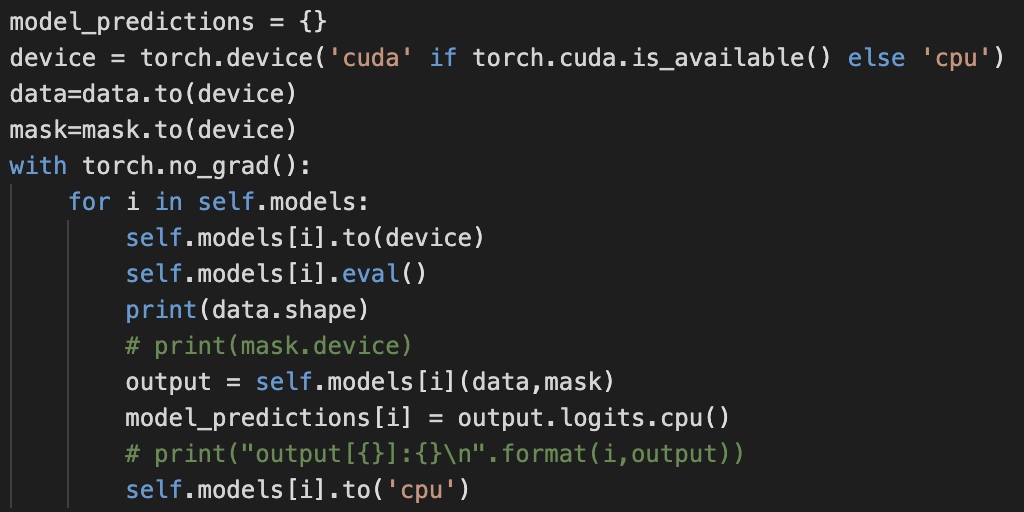 model_predictions = {}
device = torch.device('cuda' if torch.cuda.is_available() else 'cpu')
data=data.to(device)
mask=mask.to(device)
with torch.no_grad():
    for i in self.models:
        self.models[i].to(device)
        self.models[i].eval()
        print(data.shape)
        # print(mask.device)
        output = self.models[i](data,mask)
        model_predictions[i] = output.logits.cpu()
        # print("output[{}]:{}\n".format(i,output))
        self.models[i].to('cpu')